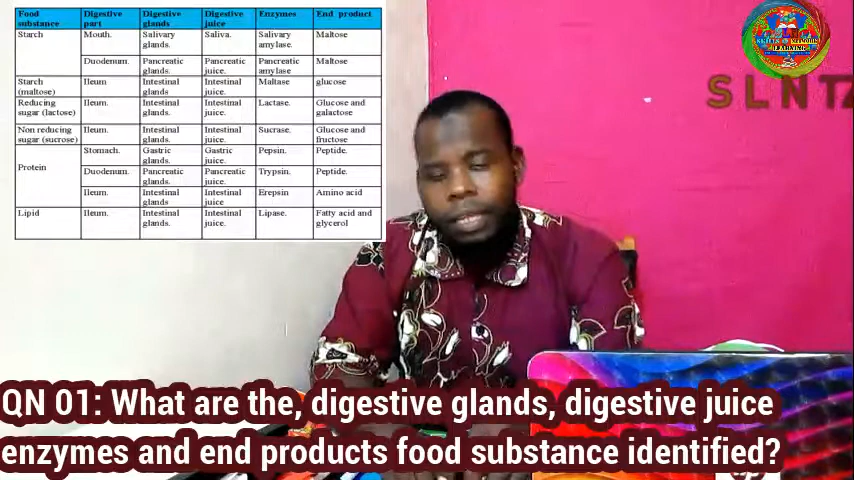 Food substance | Digestive part | Digestive glands | Digestive juice | Enzymes | End product
Starch | Mouth. | Salivary glands. | Saliva. | Salivary amylase. | Maltose
Duodenum. | Pancreatic glands. | Pancreatic juice. | Pancreatic amylase | Maltose
Starch (maltose) | Ileum | Intestinal glands | Intestinal juice. | Maltase | glucose
Reducing sugar (lactose) | Ileum. | Intestinal glands | Intestinal juice. | Lactase. | Glucose and galactose
Non reducing sugar (sucrose) | Ileum. | Intestinal glands. | Intestinal juice. | Sucrase. | Glucose and fructose
Protein | Stomach. | Gastric glands. | Gastric juice. | Pepsin. | Peptide.
Duodenum. | Pancreatic glands. | Pancreatic juice. | Trypsin. | Peptide.
Ileum. | Intestinal glands | Intestinal juice. | Erepsin | Amino acid
Lipid | Ileum. | Intestinal glands. | Intestinal juice. | Lipase. | Fatty acid and glycerol
LEARNING
SLNTZ
QN 01: What are the, digestive glands, digestive juice
enzymes and end products food substance identified?